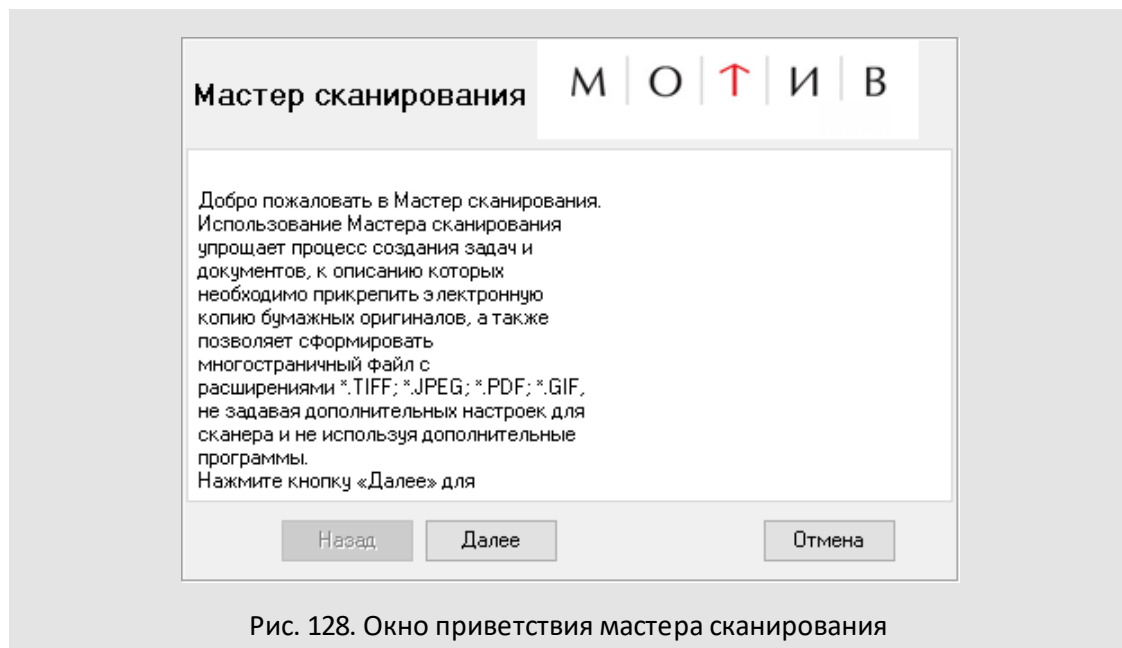 Мастер сканирования
М О Т И В
Добро пожаловать в Мастер сканирования.
Использование Мастера сканирования
упрощает процесс создания задач и
документов, к описанию которых
необходимо прикрепить электронную
копию бумажных оригиналов, а также
позволяет сформировать
многостраничный файл с
расширениями *.TIFF; *.JPEG; *.PDF; *.GIF,
не задавая дополнительных настроек для
сканера и не используя дополнительные
программы.
Нажмите кнопку «Далее» для
Назад Далее Отмена
Рис. 128. Окно приветствия мастера сканирования